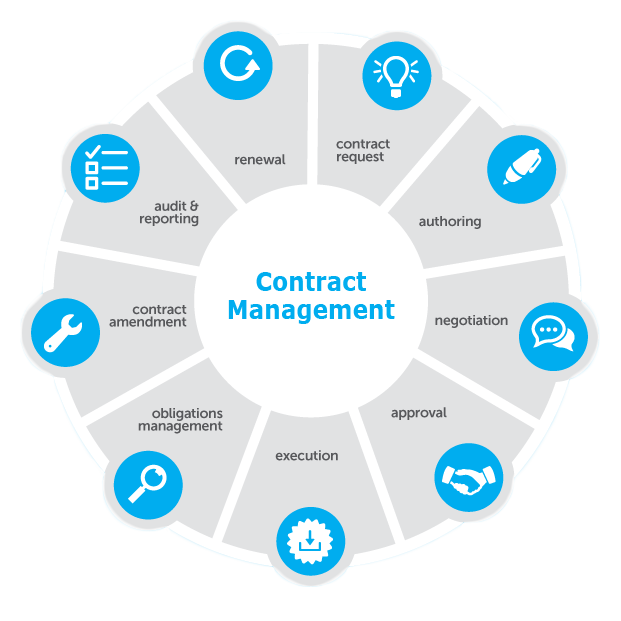 Contract
Management
contract
request
authoring
negotiation
approval
execution
obligations
management
contract
amendment
audit &
reporting
renewal